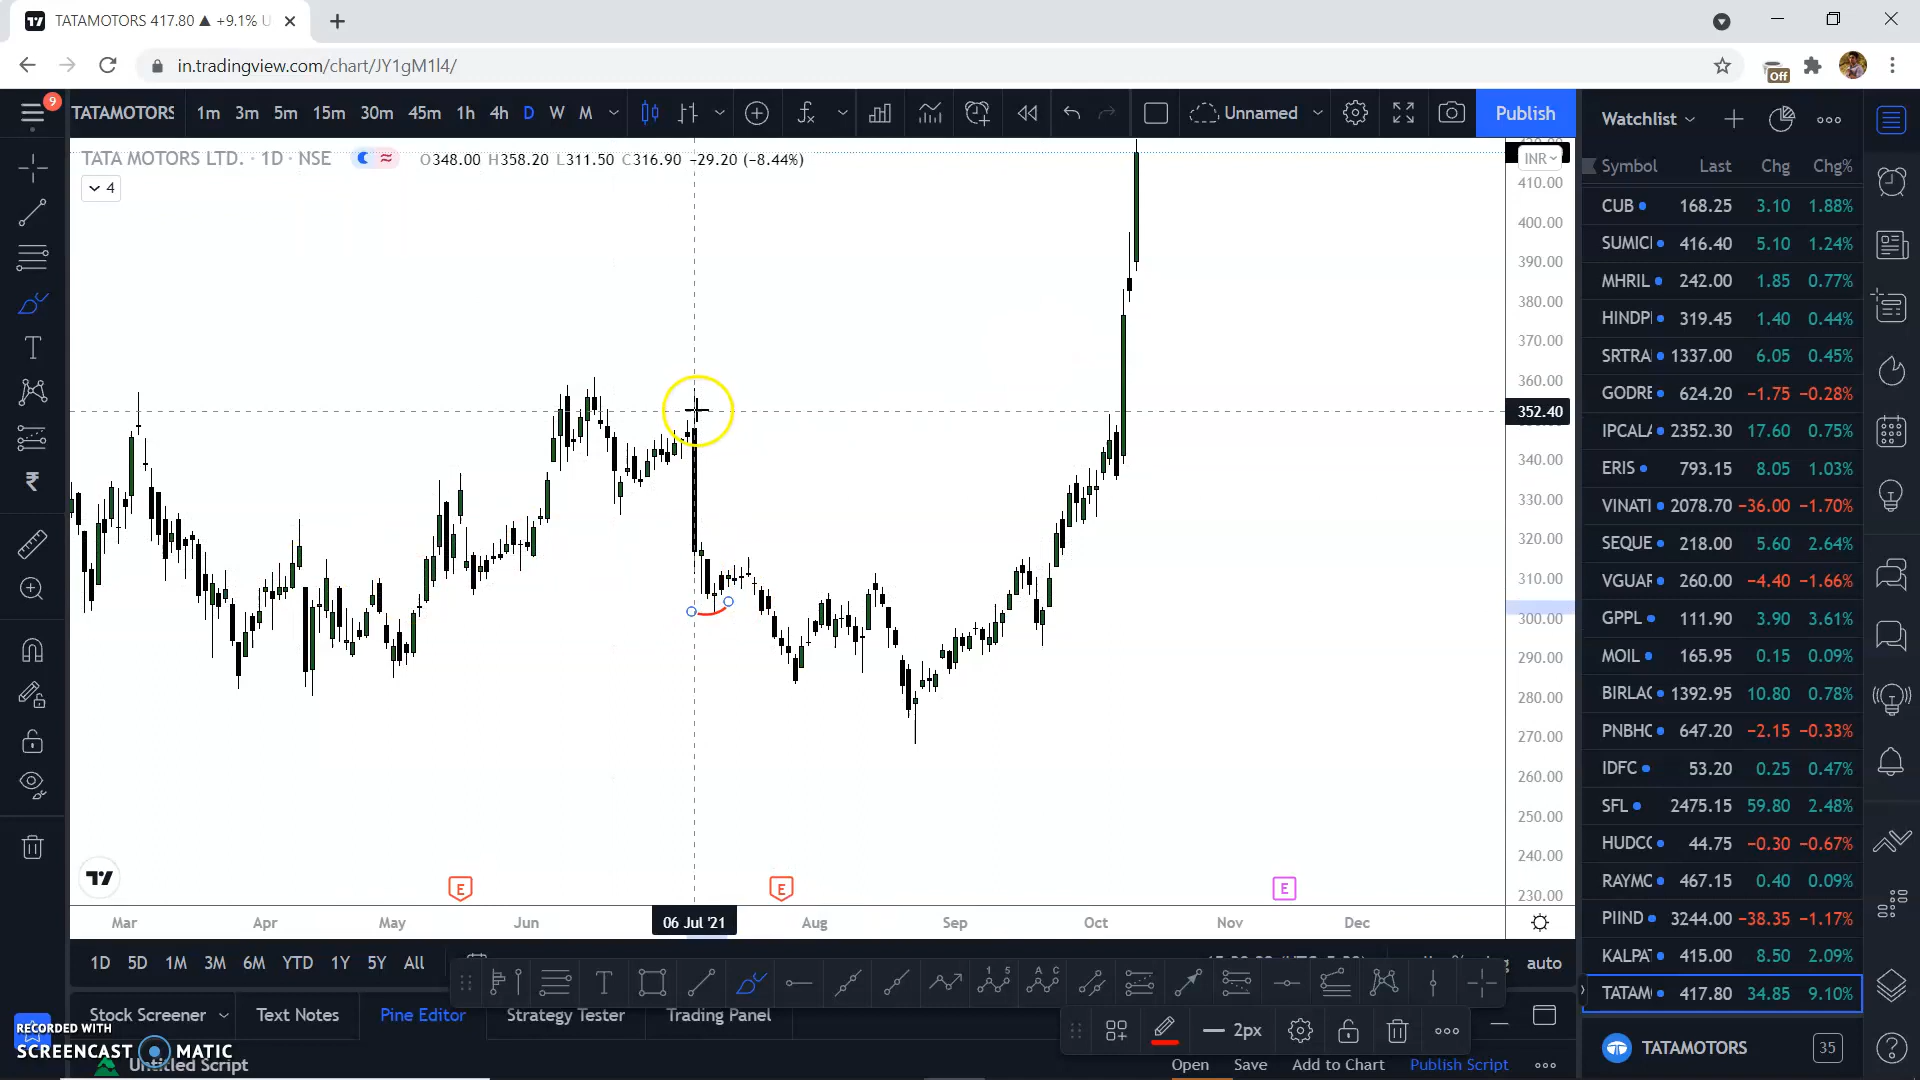 TATAMOTORS 417.80 ▲ +9.1% U
in.tradingview.com/chart/JY1gM1l4/
Off
9
TATAMOTORS 1m 3m 5m 15m 30m 45m 1h 4h D W M Unnamed Publish
TATA MOTORS LTD. · 1D · NSE O348.00 H358.20 L311.50 C316.90 −29.20 (−8.44%)
4
INR
410.00
400.00
390.00
380.00
370.00
360.00
352.40
340.00
330.00
320.00
310.00
300.00
290.00
280.00
270.00
260.00
250.00
240.00
230.00
E E E
Mar Apr May Jun 06 Jul '21 Aug Sep Oct Nov Dec
1D 5D 1M 3M 6M YTD 1Y 5Y All auto
Stock Screener Text Notes Pine Editor Strategy Tester Trading Panel
2px
Untitled Script Open Save Add to Chart Publish Script
RECORDED WITH
SCREENCAST MATIC
Watchlist
Symbol Last Chg Chg%
CUB 168.25 3.10 1.88%
SUMICI 416.40 5.10 1.24%
MHRIL 242.00 1.85 0.77%
HINDPI 319.45 1.40 0.44%
SRTRA 1337.00 6.05 0.45%
GODRE 624.20 −1.75 −0.28%
IPCALA 2352.30 17.60 0.75%
ERIS 793.15 8.05 1.03%
VINATI 2078.70 −36.00 −1.70%
SEQUE 218.00 5.60 2.64%
VGUAR 260.00 −4.40 −1.66%
GPPL 111.90 3.90 3.61%
MOIL 165.95 0.15 0.09%
BIRLAC 1392.95 10.80 0.78%
PNBHC 647.20 −2.15 −0.33%
IDFC 53.20 0.25 0.47%
SFL 2475.15 59.80 2.48%
HUDCC 44.75 −0.30 −0.67%
RAYMC 467.15 0.40 0.09%
PIIND 3244.00 −38.35 −1.17%
KALPA 415.00 8.50 2.09%
TATAM 417.80 34.85 9.10%
TATAMOTORS 35